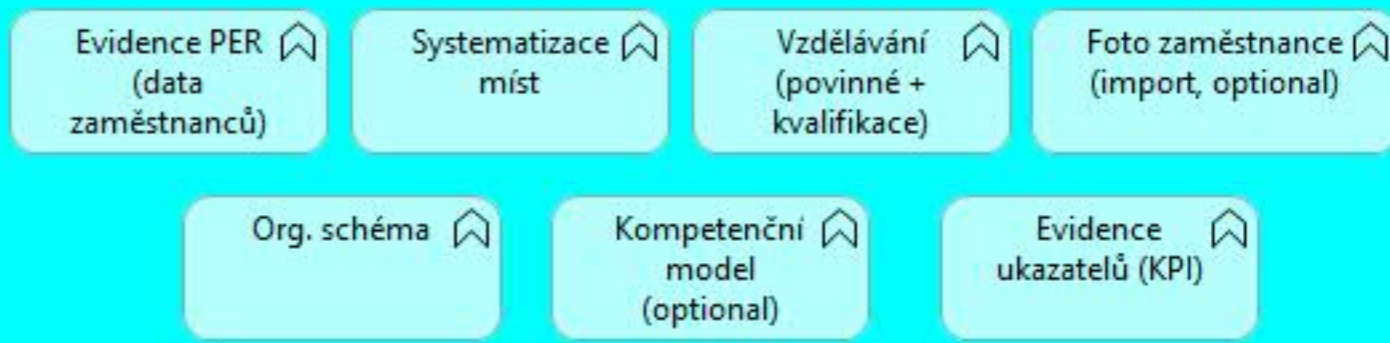 Evidence PER
(data
zaměstnanců)
Systematizace
míst
Vzdělávání
(povinné +
kvalifikace)
Foto zaměstnance
(import, optional)
Org. schéma
Kompetenční
model
(optional)
Evidence
ukazatelů (KPI)